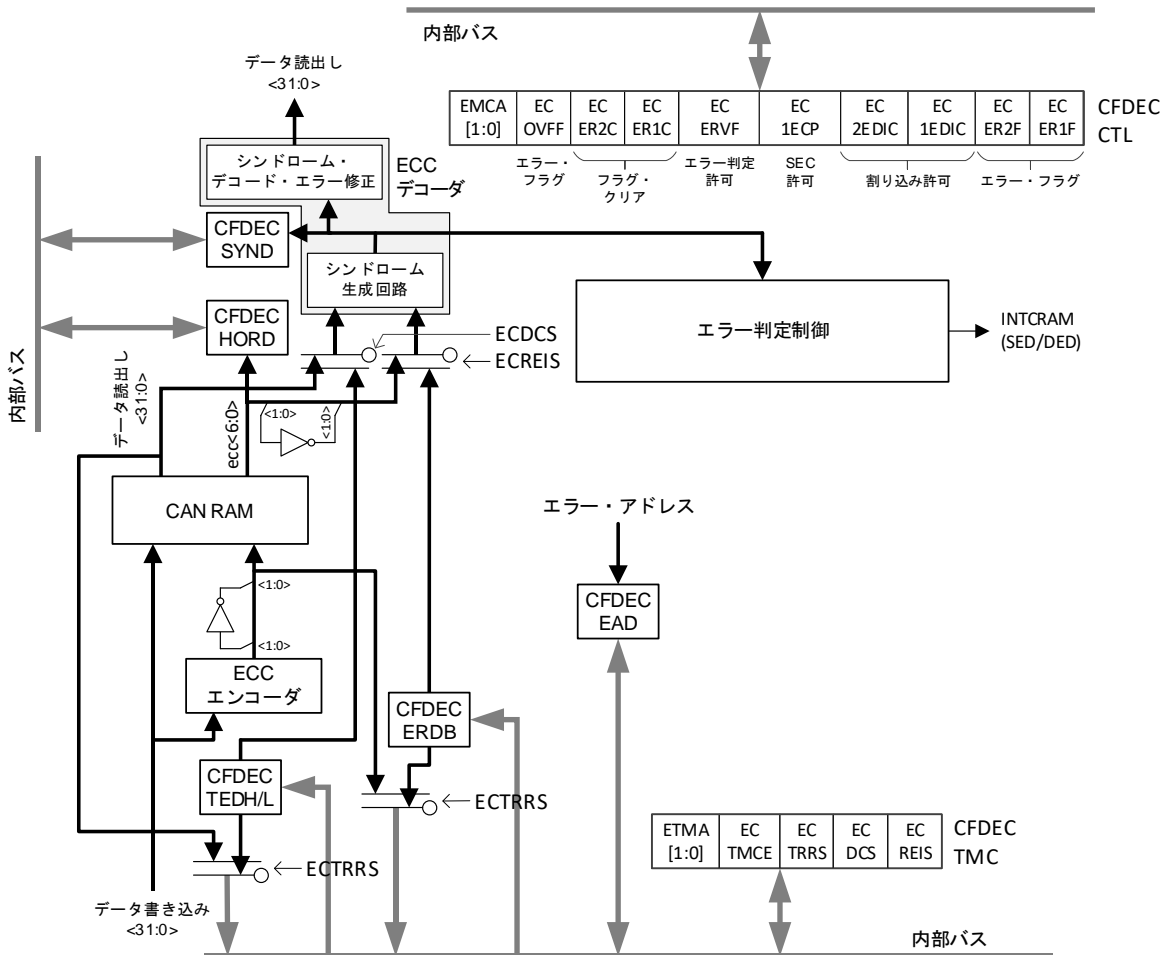 内部バス
EMCA
[1:0]
EC
OVFF
EC
ER2C
EC
ER1C
EC
ERVF
EC
1ECP
EC
2EDIC
EC
1EDIC
EC
ER2F
EC
ER1F
CFDEC
CTL
エラー・
フラグ
フラグ・
クリア
エラー判定
許可
SEC
許可
割り込み許可
エラー・フラグ
データ読出し
<31:0>
シンドローム・
デコード・エラー修正
ECC
デコーダ
CFDEC
SYND
シンドローム
生成回路
CFDEC
HORD
ECDCS
ECREIS
エラー判定制御
INTCRAM
(SED/DED)
内部バス
データ読出し
<31:0>
ecc<6:0>
<1:0>
<1:0>
CAN RAM
エラー・アドレス
CFDEC
EAD
<1:0>
<1:0>
ECC
エンコーダ
CFDEC
ERDB
CFDEC
TEDH/L
ECTRRS
ECTRRS
ETMA
[1:0]
EC
TMCE
EC
TRRS
EC
DCS
EC
REIS
CFDEC
TMC
データ書き込み
<31:0>
内部バス